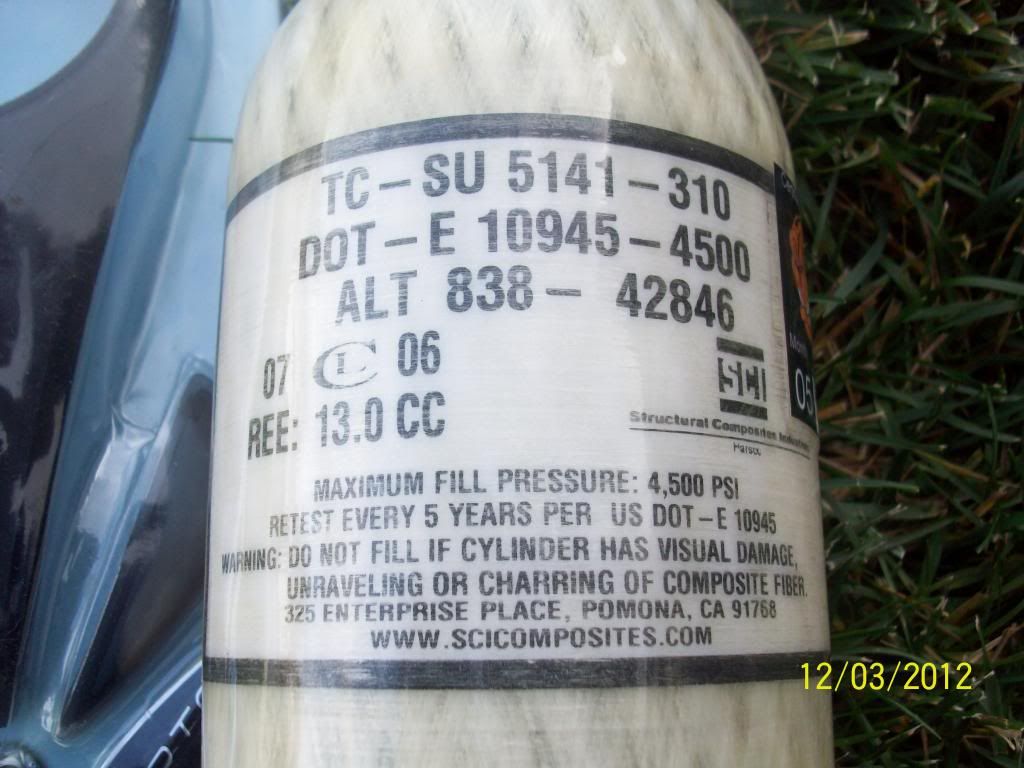 TC – SU 5141 – 310
DOT – E 10945 – 4500
ALT 838 – 42846
07 CL 06
REE: 13.0 CC
SCI
Structural Composites Industries
Harsco
05
MAXIMUM FILL PRESSURE: 4,500 PSI
RETEST EVERY 5 YEARS PER US DOT – E 10945
WARNING: DO NOT FILL IF CYLINDER HAS VISUAL DAMAGE,
UNRAVELING OR CHARRING OF COMPOSITE FIBER.
325 ENTERPRISE PLACE, POMONA, CA 91768
WWW.SCICOMPOSITES.COM
12/03/2012